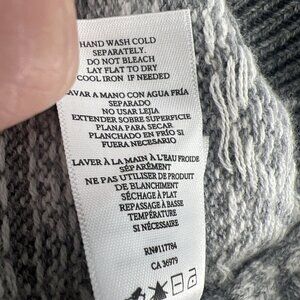 HAND WASH COLD
SEPARATELY.
DO NOT BLEACH
LAY FLAT TO DRY
COOL IRON IF NEEDED
AVAR A MANO CON AGUA FRÍA
SEPARADO
NO USAR LEJIA
EXTENDER SOBRE SUPERFICIE
PLANA PARA SECAR
PLANCHADO EN FRÍO SI
FUERA NECESARIO
LAVER À LA MAIN À L'EAU FROIDE
SÉPARÉMENT
NE PAS UTILISER DE PRODUIT
DE BLANCHIMENT
SÉCHAGE À PLAT
REPASSAGE À BASSE
TEMPÉRATURE
SI NÉCESSAIRE
RN#117784
CA 36979